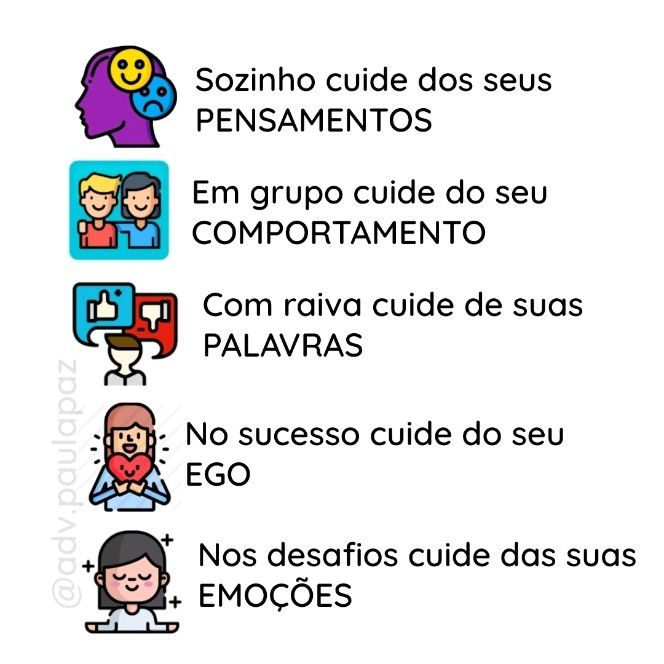 Sozinho cuide dos seus
PENSAMENTOS
Em grupo cuide do seu
COMPORTAMENTO
Com raiva cuide de suas
PALAVRAS
No sucesso cuide do seu
EGO
Nos desafios cuide das suas
EMOÇÕES
@adv.paulapaz